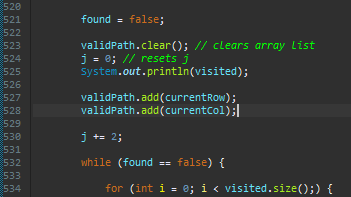 520
521 found = false;
522
523 validPath.clear(); // clears array list
524 j = 0; // resets j
525 System.out.println(visited);
526
527 validPath.add(currentRow);
528 validPath.add(currentCol);
529
530 j += 2;
531
532 while (found == false) {
533
534 for (int i = 0; i < visited.size();) {